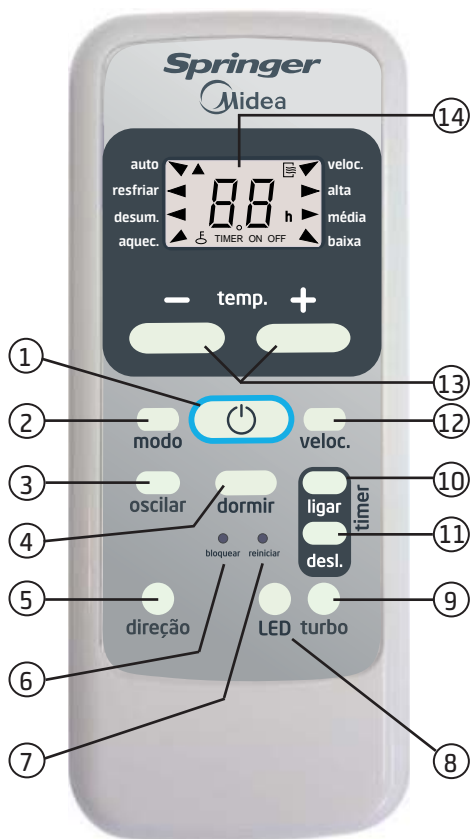 Springer
Midea
14
auto veloc.
resfriar alta
desum. 88 h média
aquec. TIMER ON OFF baixa
− temp. +
1
13
2 modo veloc. 12
3 oscilar dormir ligar 10
timer
4 desl. 11
bloquear reiniciar
5 direção LED turbo 9
6
7 8